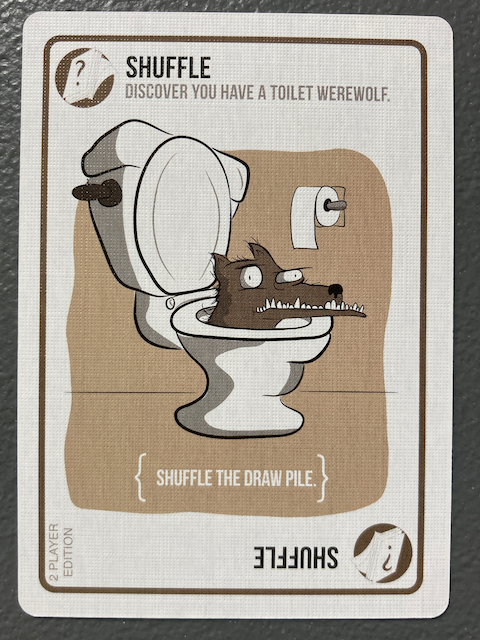 ?
SHUFFLE
DISCOVER YOU HAVE A TOILET WEREWOLF.
{ SHUFFLE THE DRAW PILE. }
2 PLAYER
EDITION
SHUFFLE
?